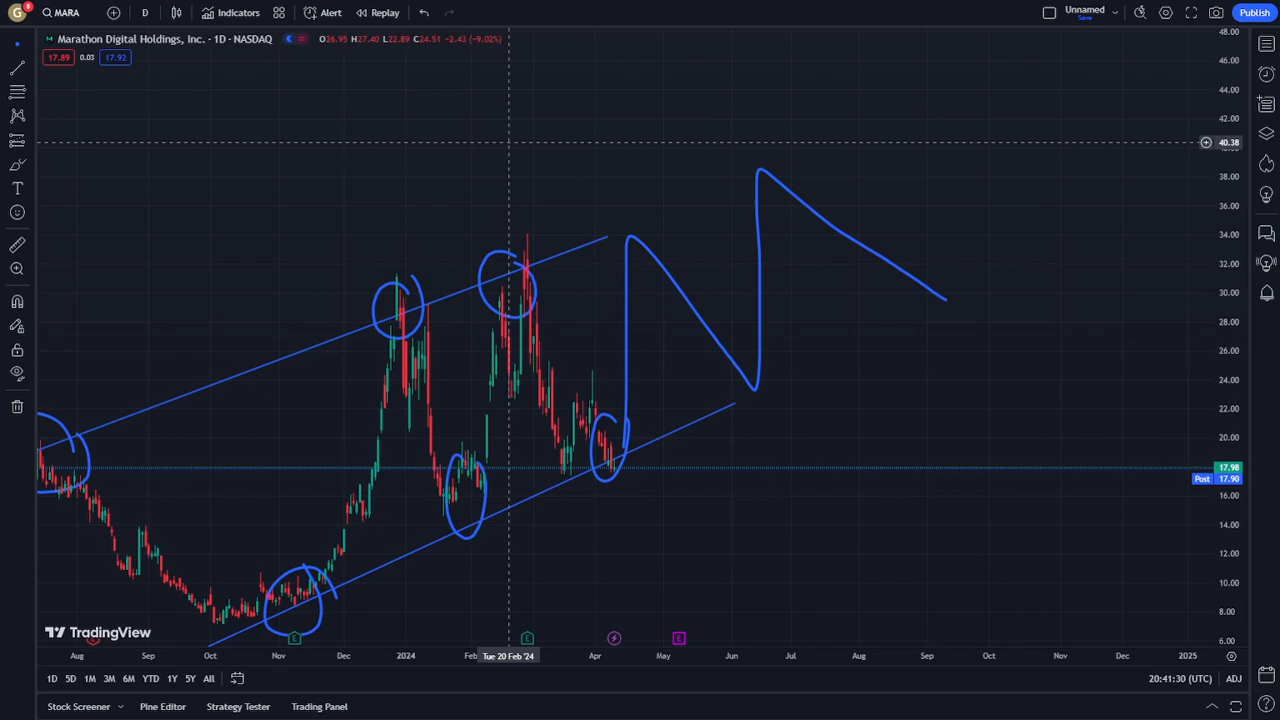 G 8 MARA D Indicators Alert Replay Unnamed Save Publish
Marathon Digital Holdings, Inc. · 1D · NASDAQ O26.95 H27.40 L22.89 C24.51 −2.43 (−9.02%)
17.89 0.03 17.92
48.00
46.00
44.00
42.00
40.38
38.00
36.00
34.00
32.00
30.00
28.00
26.00
24.00
22.00
20.00
17.98
Post 17.90
16.00
14.00
12.00
10.00
8.00
6.00
TradingView
E E
Aug Sep Oct Nov Dec 2024 Feb Tue 20 Feb '24 Apr May Jun Jul Aug Sep Oct Nov Dec 2025
1D 5D 1M 3M 6M YTD 1Y 5Y All 20:41:30 (UTC) ADJ
Stock Screener Pine Editor Strategy Tester Trading Panel